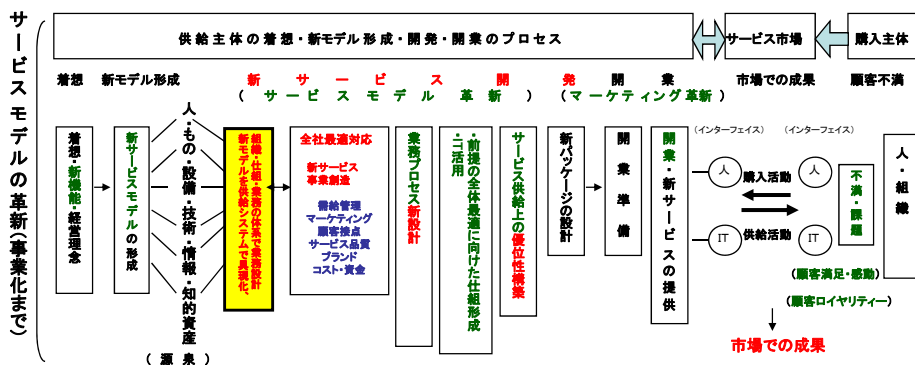 サービスモデルの革新(事業化まで)
供給主体の着想・新モデル形成・開発・開業のプロセス
サービス市場
購入主体
着想
新モデル形成
新サービス開発
開業
市場での成果
顧客不満
(サービスモデル革新)
(マーケティング革新)
着想・新機能・経営理念
新サービスモデルの形成
人・もの・設備・技術・情報・知的資産
(源泉)
組織・仕組・業務の体系で業務設計
新モデルを供給システムで具現化、
全社最適対応
新サービス
事業創造
需給管理
マーケティング
顧客接点
サービス品質
ブランド
コスト・資金
業務プロセス新設計
・前提の全体最適に向けた仕組形成
・IT活用
サービス供給上の優位性構築
新パッケージの設計
開業準備
開業・新サービスの提供
(インターフェイス)
(インターフェイス)
人
購入活動
人
IT
供給活動
IT
不満・課題
人・組織
(顧客満足・感動)
(顧客ロイヤリティー)
市場での成果